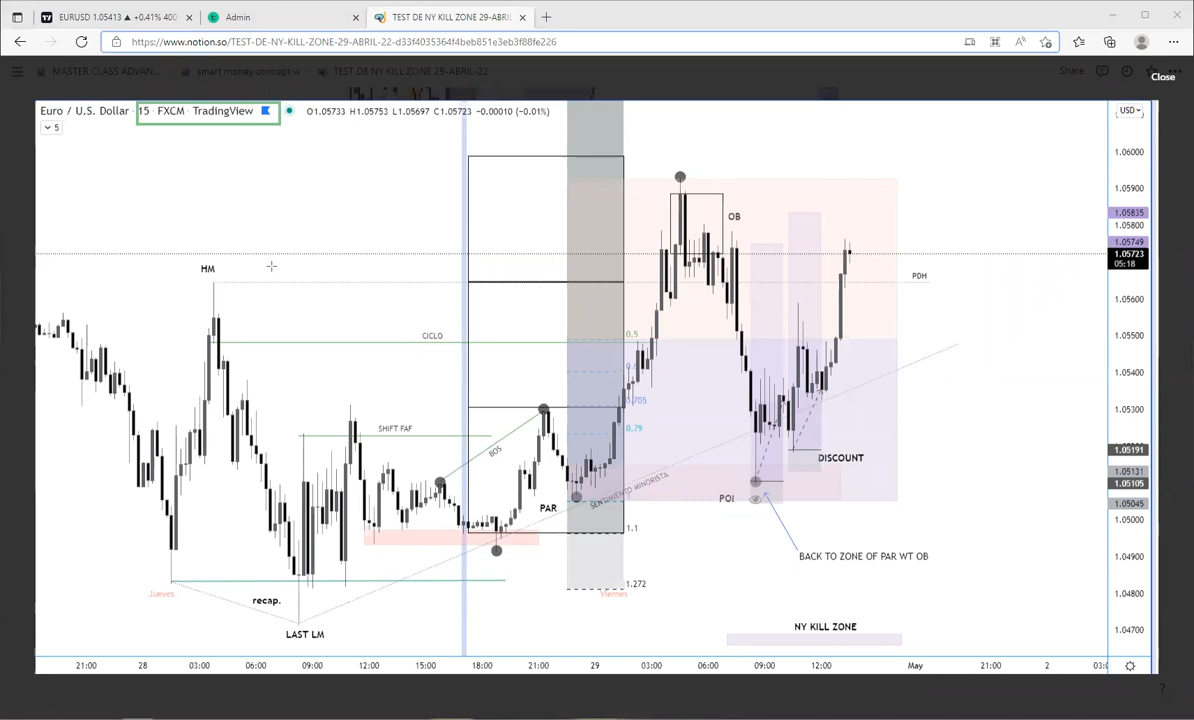 EURUSD 1.05413 ▲ +0.41% 400
Admin
TEST DE NY KILL ZONE 29-ABRIL-
https://www.notion.so/TEST-DE-NY-KILL-ZONE-29-ABRIL-22-d33f4035364f4beb851e3eb3f88fe226
MASTER CLASS ADVAN...
smart money concept w
TEST DE NY KILL ZONE 29-ABRIL-22
Share
Close
Euro / U.S. Dollar · 15 · FXCM · TradingView
O1.05733 H1.05753 L1.05697 C1.05723 −0.00010 (−0.01%)
USD
5
1.06000
1.05900
1.05835
OB
1.05800
1.05749
1.05723
05:18
HM
PDH
1.05600
CICLO
0.5
1.05500
1.05400
0.705
1.05300
SHIFT FAF
0.79
BOS
1.05191
DISCOUNT
1.05131
1.05105
SENTIMIENTO MINORISTA
POI
1.05045
PAR
1.05000
1.1
BACK TO ZONE OF PAR WT OB
1.04900
1.272
Jueves
Viernes
1.04800
recap.
LAST LM
NY KILL ZONE
1.04700
21:00
28
03:00
06:00
09:00
12:00
15:00
18:00
21:00
29
03:00
06:00
09:00
12:00
May
21:00
2
?